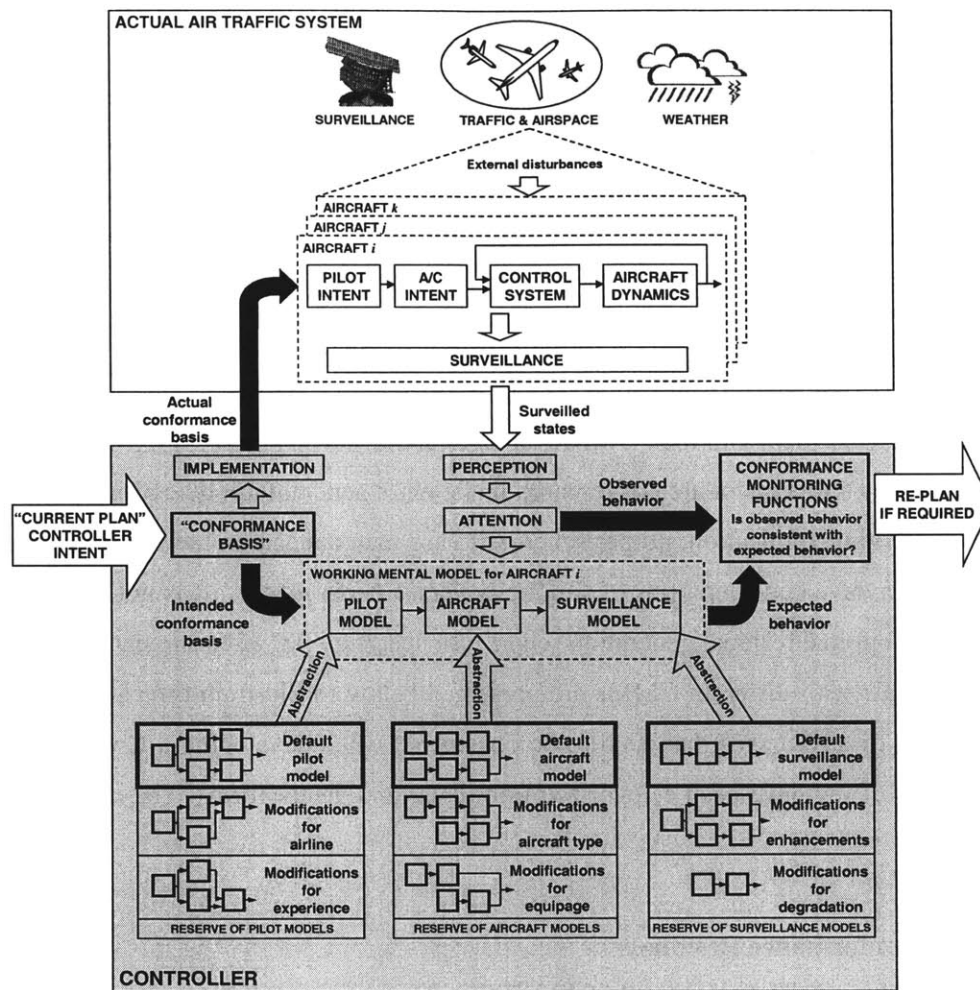 ACTUAL AIR TRAFFIC SYSTEM
SURVEILLANCE
TRAFFIC & AIRSPACE
WEATHER
External disturbances
AIRCRAFT k
AIRCRAFT j
AIRCRAFT i
PILOT
INTENT
A/C
INTENT
CONTROL
SYSTEM
AIRCRAFT
DYNAMICS
SURVEILLANCE
Actual
conformance
basis
Surveilled
states
IMPLEMENTATION
PERCEPTION
Observed
behavior
CONFORMANCE
MONITORING
FUNCTIONS
Is observed behavior
consistent with
expected behavior?
RE-PLAN
IF REQUIRED
"CURRENT PLAN"
CONTROLLER
INTENT
"CONFORMANCE
BASIS"
ATTENTION
WORKING MENTAL MODEL for AIRCRAFT i
Intended
conformance
basis
PILOT
MODEL
AIRCRAFT
MODEL
SURVEILLANCE
MODEL
Expected
behavior
Abstraction
Abstraction
Abstraction
Default
pilot
model
Modifications
for
airline
Modifications
for
experience
RESERVE OF PILOT MODELS
Default
aircraft
model
Modifications
for
aircraft type
Modifications
for
equipage
RESERVE OF AIRCRAFT MODELS
Default
surveillance
model
Modifications
for
enhancements
Modifications
for
degradation
RESERVE OF SURVEILLANCE MODELS
CONTROLLER